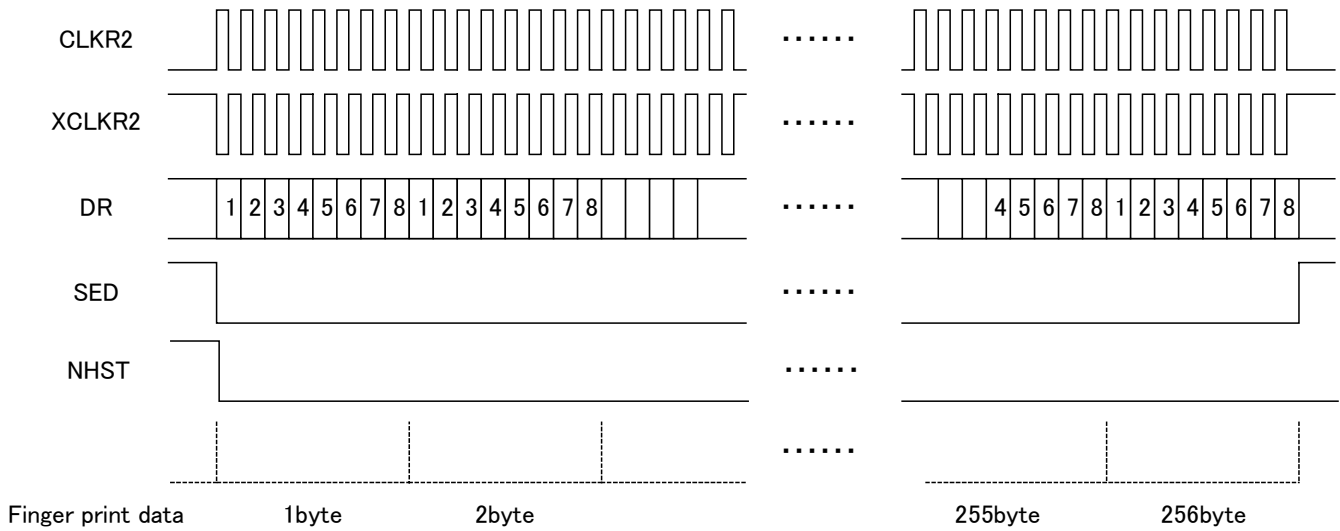 CLKR2 ······
XCLKR2 ······
DR 1 2 3 4 5 6 7 8 1 2 3 4 5 6 7 8 ······ 4 5 6 7 8 1 2 3 4 5 6 7 8
SED ······
NHST ······
······
Finger print data 1byte 2byte 255byte 256byte